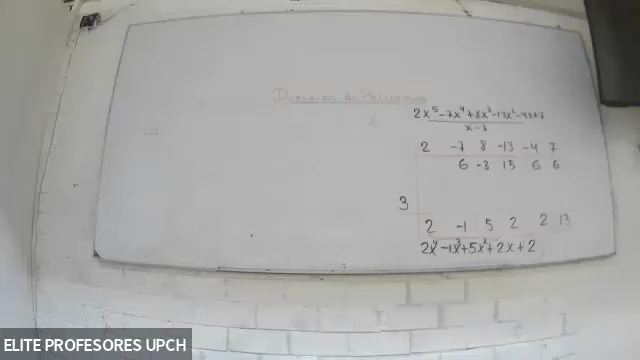 División de Polinomios
2x⁵-7x⁴+8x³-13x²-4x+7
x-3
2 -7 8 -13 -4 7
6 -3 15 6 6
3
2 -1 5 2 2 13
2x⁴-1x³+5x²+2x+2
ELITE PROFESORES UPCH